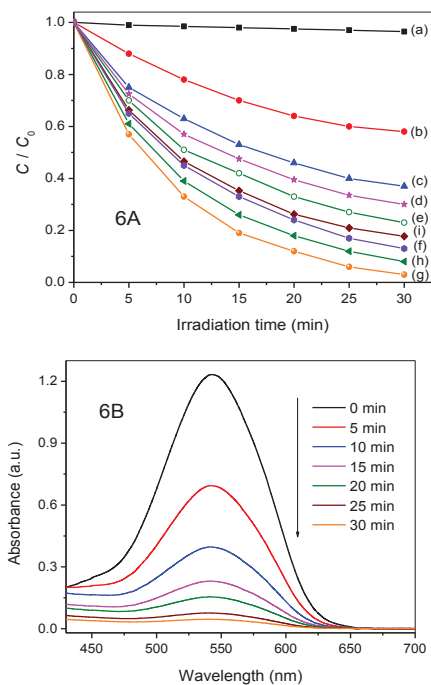 1.0
0.8
0.6
0.4
0.2
0.0
C / C0
6A
(a)
(b)
(c)
(d)
(e)
(i)
(f)
(h)
(g)
0 5 10 15 20 25 30
Irradiation time (min)
6B
1.2
0.9
0.6
0.3
0.0
Absorbance (a.u.)
0 min
5 min
10 min
15 min
20 min
25 min
30 min
450 500 550 600 650 700
Wavelength (nm)